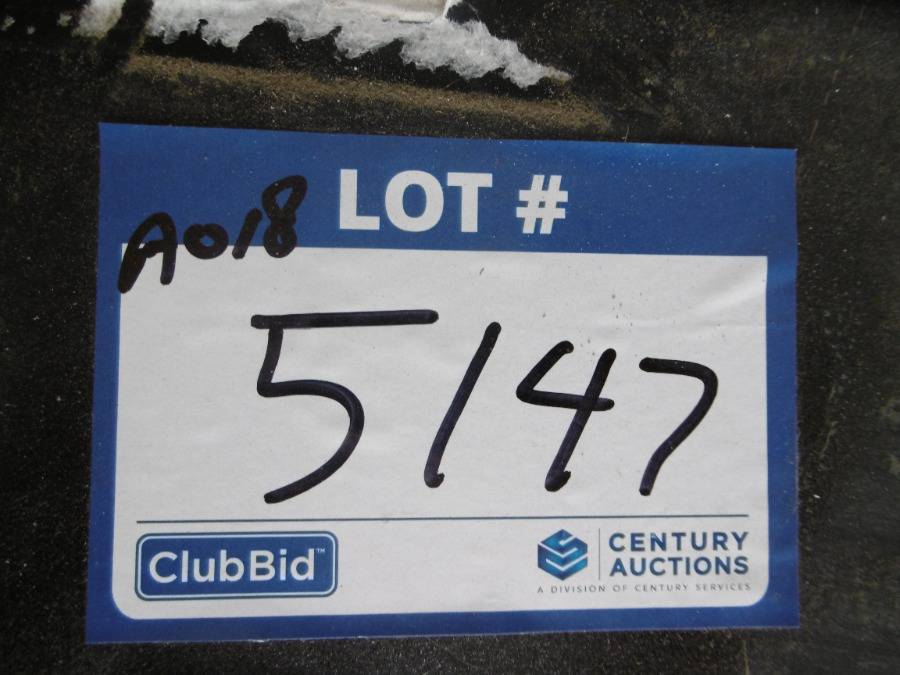 LOT #
A018
5147
ClubBid™
CENTURY
AUCTIONS
A DIVISION OF CENTURY SERVICES